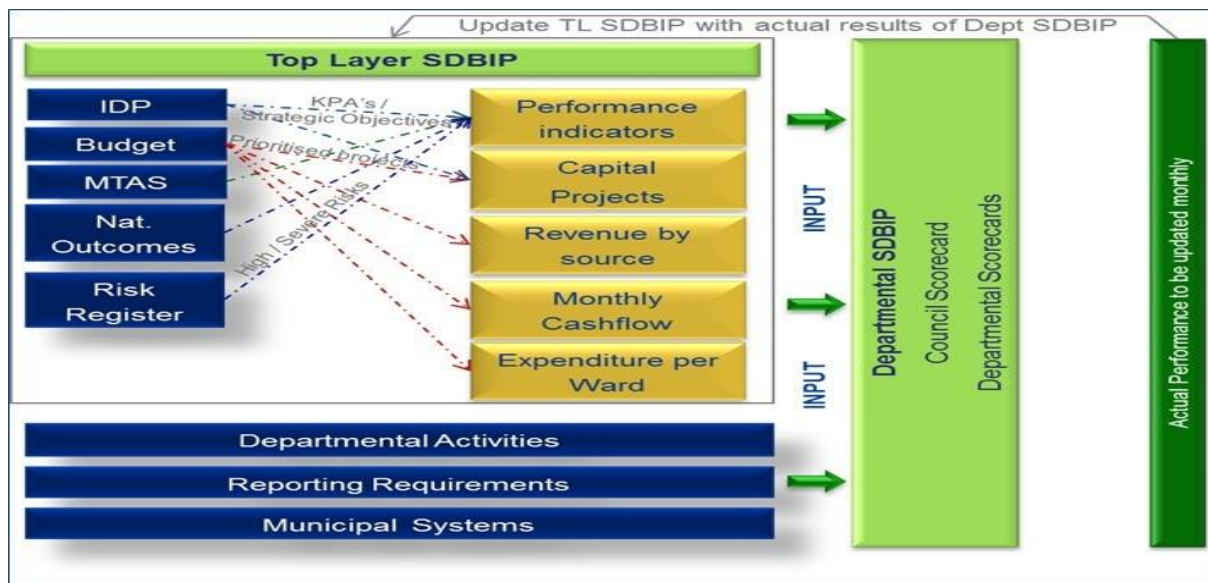 Update TL SDBIP with actual results of Dept SDBIP
Top Layer SDBIP
IDP
Budget
MTAS
Nat.
Outcomes
Risk
Register
KPA's /
Strategic Objectives
Prioritised projects
High / Severe Risks
Performance
indicators
Capital
Projects
Revenue by
source
Monthly
Cashflow
Expenditure per
Ward
INPUT
INPUT
Departmental Activities
Reporting Requirements
Municipal Systems
Departmental SDBIP
Council Scorecard
Departmental Scorecards
Actual Performance to be updated monthly